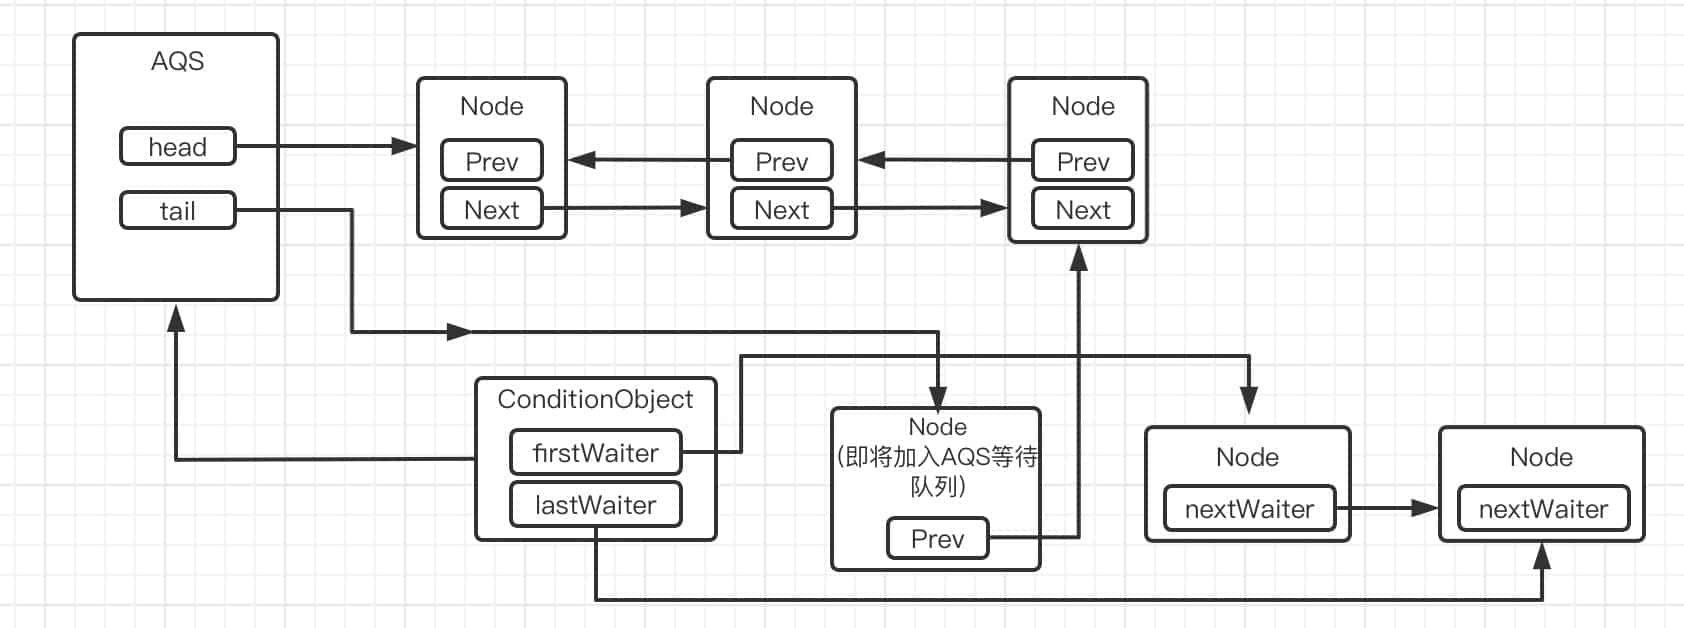 AQS
head
tail
Node
Prev
Next
Node
Prev
Next
Node
Prev
Next
ConditionObject
firstWaiter
lastWaiter
Node
(即将加入AQS等待
队列)
Prev
Node
nextWaiter
Node
nextWaiter